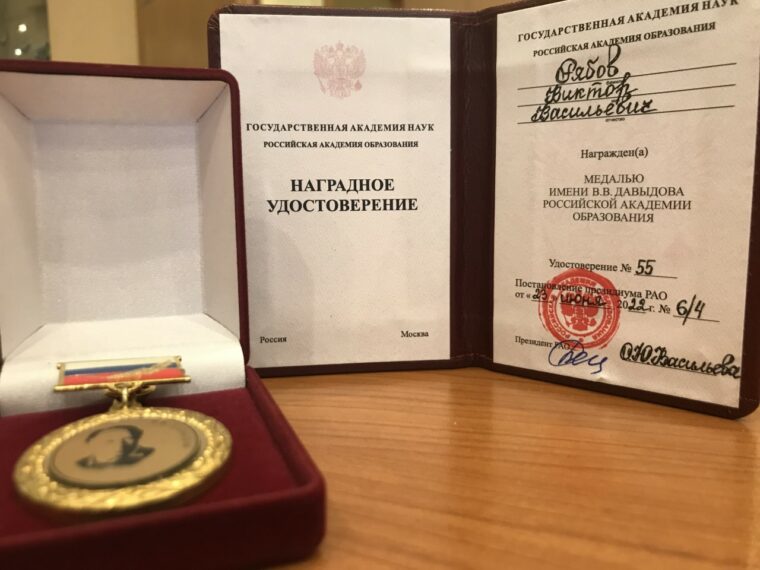 ГОСУДАРСТВЕННАЯ АКАДЕМИЯ НАУК
РОССИЙСКАЯ АКАДЕМИЯ ОБРАЗОВАНИЯ
НАГРАДНОЕ
УДОСТОВЕРЕНИЕ
Россия Москва
ГОСУДАРСТВЕННАЯ АКАДЕМИЯ НАУК
РОССИЙСКАЯ АКАДЕМИЯ ОБРАЗОВАНИЯ
Рябов
Виктор
Васильевич
отчество
Награжден(а)
МЕДАЛЬЮ
ИМЕНИ В.В. ДАВЫДОВА
РОССИЙСКОЙ АКАДЕМИИ
ОБРАЗОВАНИЯ
Удостоверение № 55
Постановление президиума РАО
от «23 июня 2022 г. № 6/4
Президент РАО О.Ю. Васильева